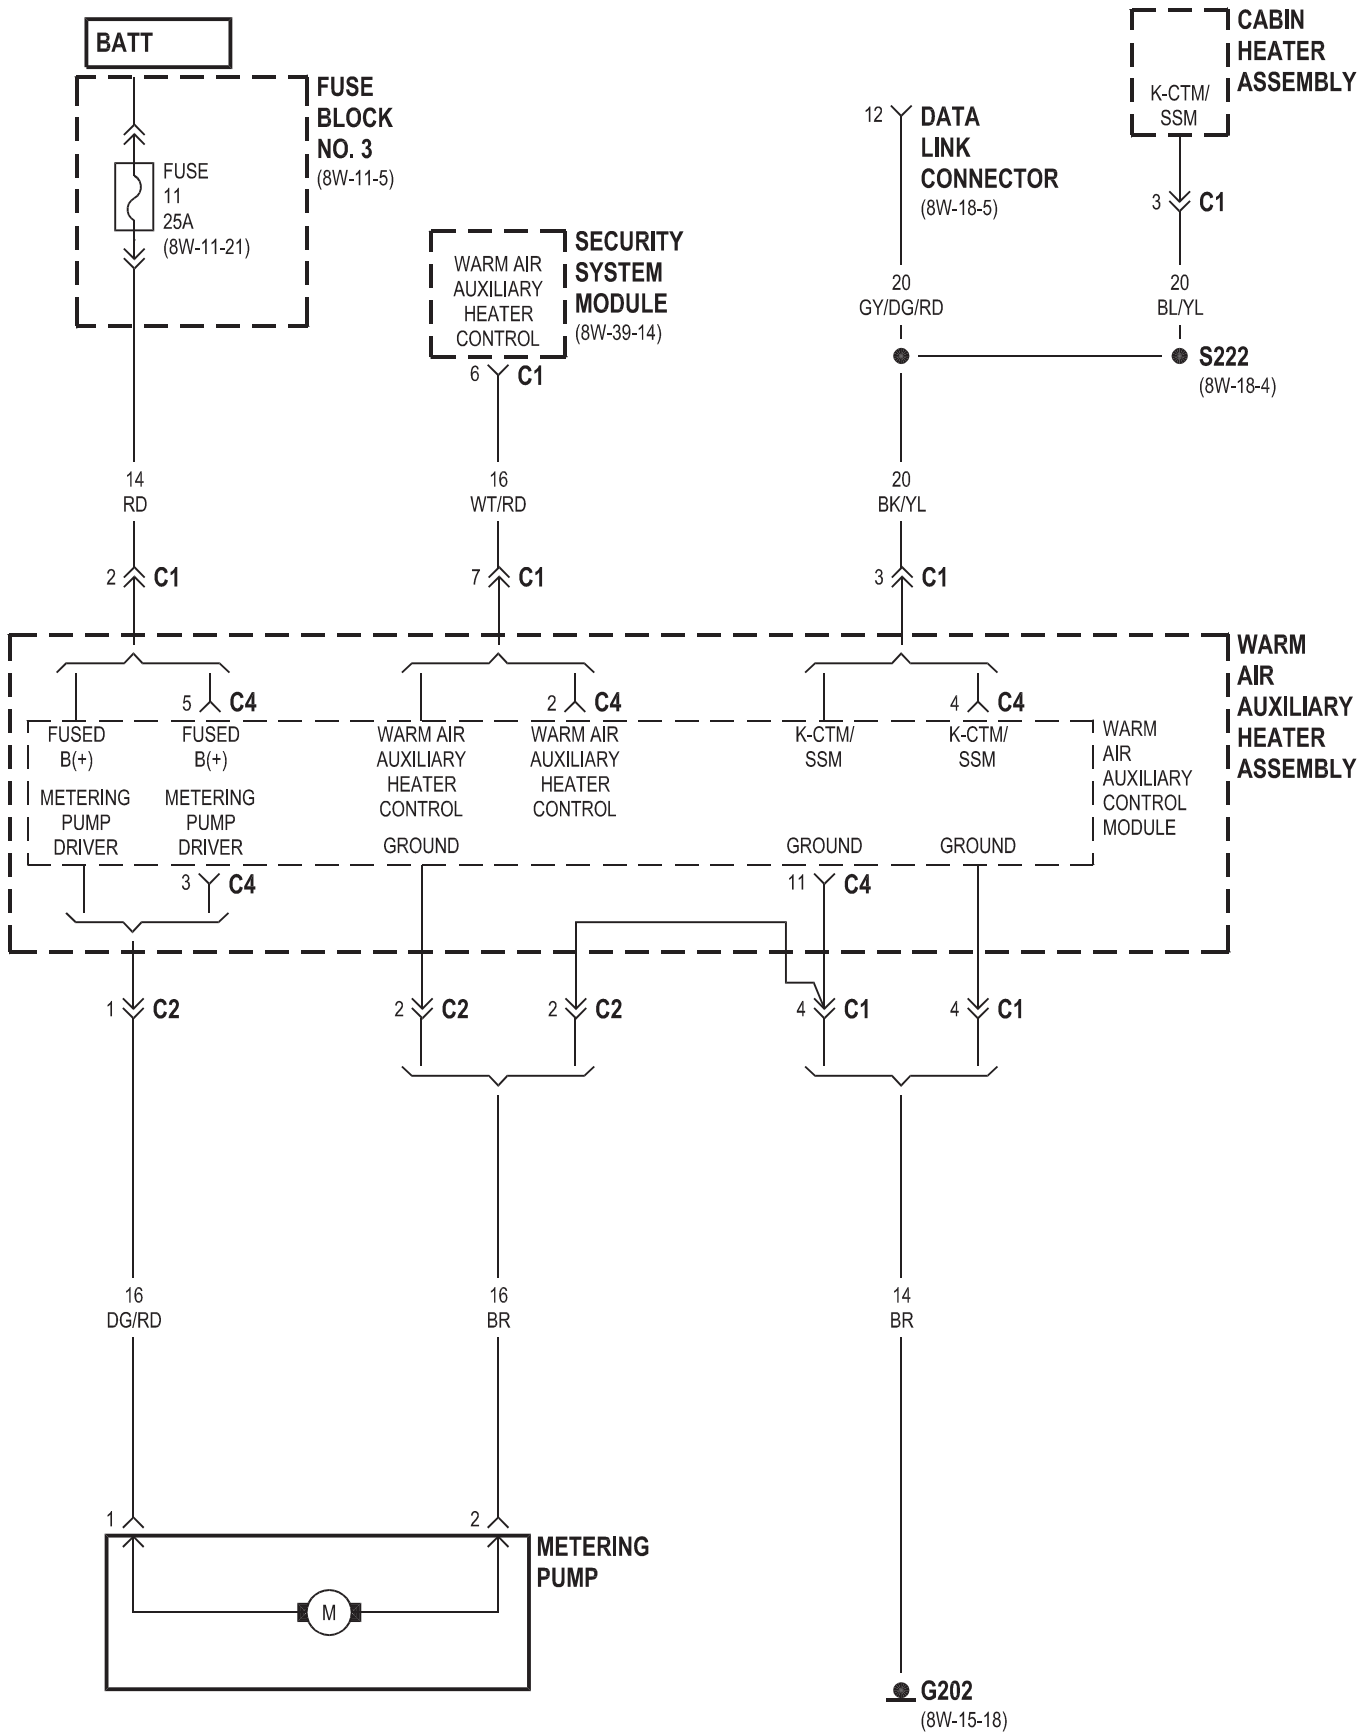 BATT
FUSE
BLOCK
NO. 3
(8W-11-5)
FUSE
11
25A
(8W-11-21)
SECURITY
SYSTEM
MODULE
(8W-39-14)
WARM AIR
AUXILIARY
HEATER
CONTROL
6
C1
12
DATA
LINK
CONNECTOR
(8W-18-5)
CABIN
HEATER
ASSEMBLY
K-CTM/
SSM
3
C1
20
GY/DG/RD
20
BL/YL
S222
(8W-18-4)
14
RD
16
WT/RD
20
BK/YL
2
C1
7
C1
3
C1
WARM
AIR
AUXILIARY
HEATER
ASSEMBLY
5
C4
2
C4
4
C4
FUSED
B(+)
FUSED
B(+)
WARM AIR
AUXILIARY
HEATER
CONTROL
WARM AIR
AUXILIARY
HEATER
CONTROL
K-CTM/
SSM
K-CTM/
SSM
WARM
AIR
AUXILIARY
CONTROL
MODULE
METERING
PUMP
DRIVER
METERING
PUMP
DRIVER
GROUND
GROUND
GROUND
3
C4
11
C4
1
C2
2
C2
2
C2
4
C1
4
C1
16
DG/RD
16
BR
14
BR
1
2
METERING
PUMP
M
G202
(8W-15-18)